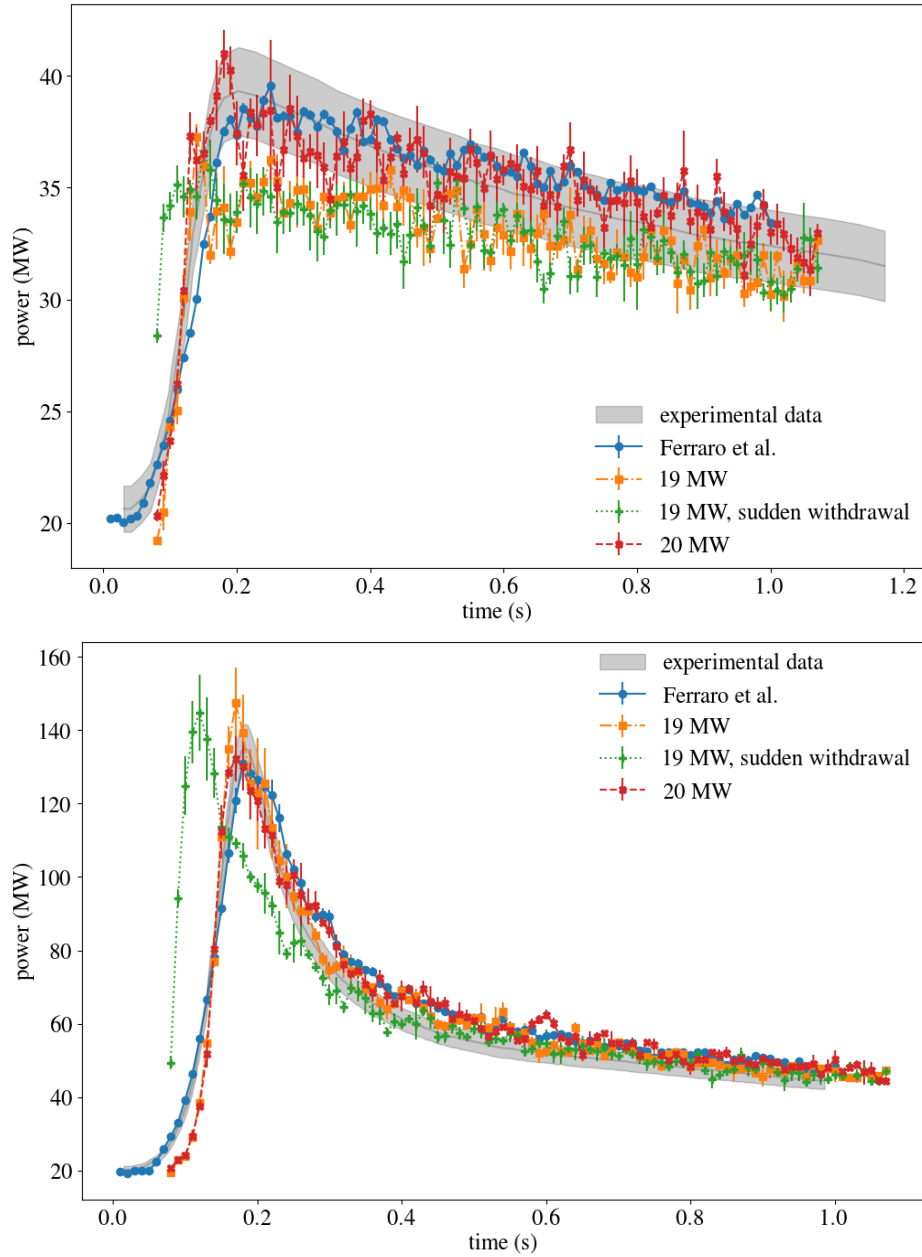 40
35
30
25
20
power (MW)
experimental data
Ferraro et al.
19 MW
19 MW, sudden withdrawal
20 MW
0.0 0.2 0.4 0.6 0.8 1.0 1.2
time (s)
160
140
120
100
80
60
40
20
power (MW)
experimental data
Ferraro et al.
19 MW
19 MW, sudden withdrawal
20 MW
0.0 0.2 0.4 0.6 0.8 1.0
time (s)